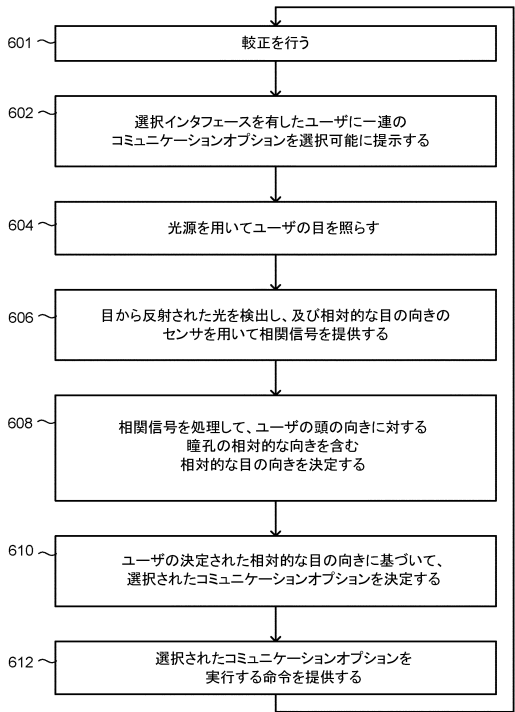 601
較正を行う
602
選択インタフェースを有したユーザに一連の
コミュニケーションオプションを選択可能に提示する
604
光源を用いてユーザの目を照らす
606
目から反射された光を検出し、及び相対的な目の向きの
センサを用いて相関信号を提供する
608
相関信号を処理して、ユーザの頭の向きに対する
瞳孔の相対的な向きを含む
相対的な目の向きを決定する
610
ユーザの決定された相対的な目の向きに基づいて、
選択されたコミュニケーションオプションを決定する
612
選択されたコミュニケーションオプションを
実行する命令を提供する